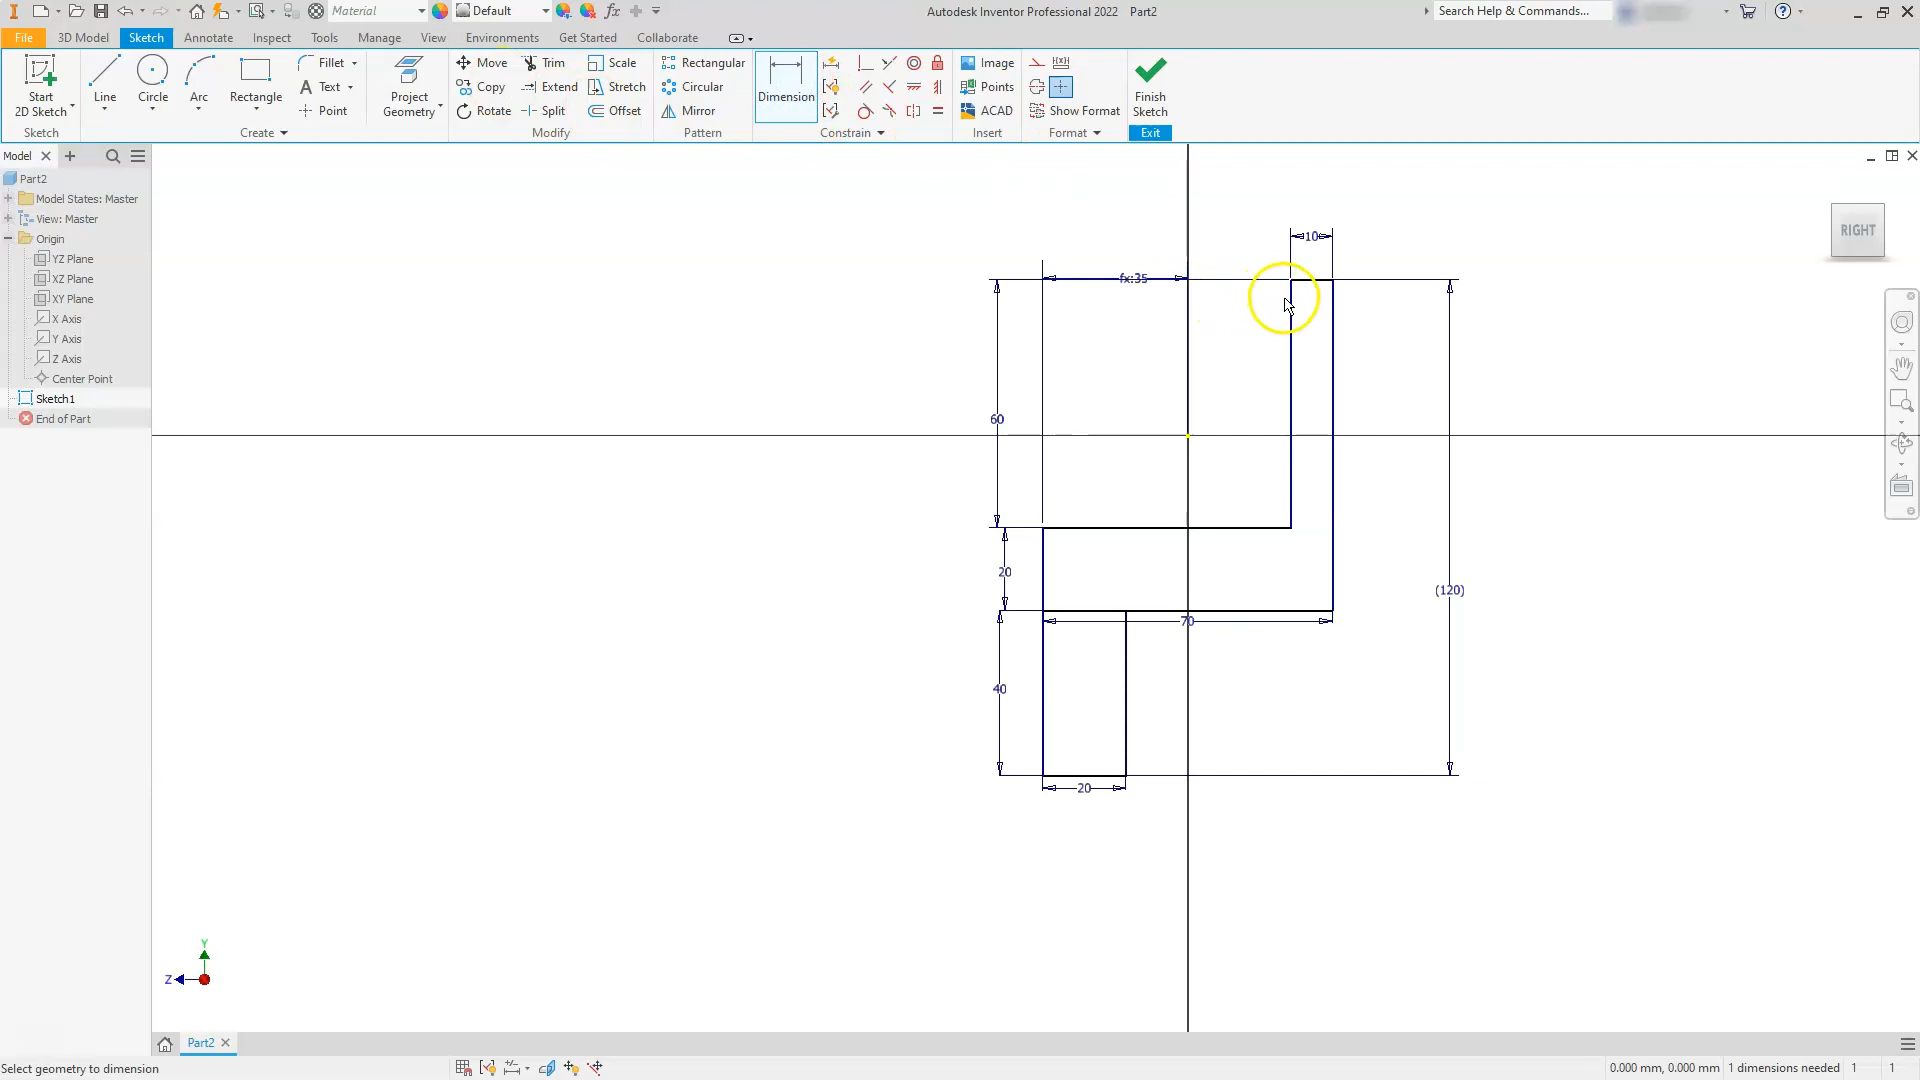 Material
Default
Autodesk Inventor Professional 2022 Part2
Search Help & Commands...
File 3D Model Sketch Annotate Inspect Tools Manage View Environments Get Started Collaborate
Start
2D Sketch
Line
Circle
Arc
Rectangle
Fillet
Text
Point
Project
Geometry
Move
Copy
Rotate
Trim
Extend
Split
Scale
Stretch
Offset
Rectangular
Circular
Mirror
Dimension
Image
Points
ACAD
Show Format
Finish
Sketch
Sketch Create Modify Pattern Constrain Insert Format Exit
Model
Part2
Model States: Master
View: Master
Origin
YZ Plane
XZ Plane
XY Plane
X Axis
Y Axis
Z Axis
Center Point
Sketch1
End of Part
RIGHT
10
fx:35
60
20
(120)
70
40
20
Y
Z
Part2
Select geometry to dimension
0.000 mm, 0.000 mm 1 dimensions needed 1 1